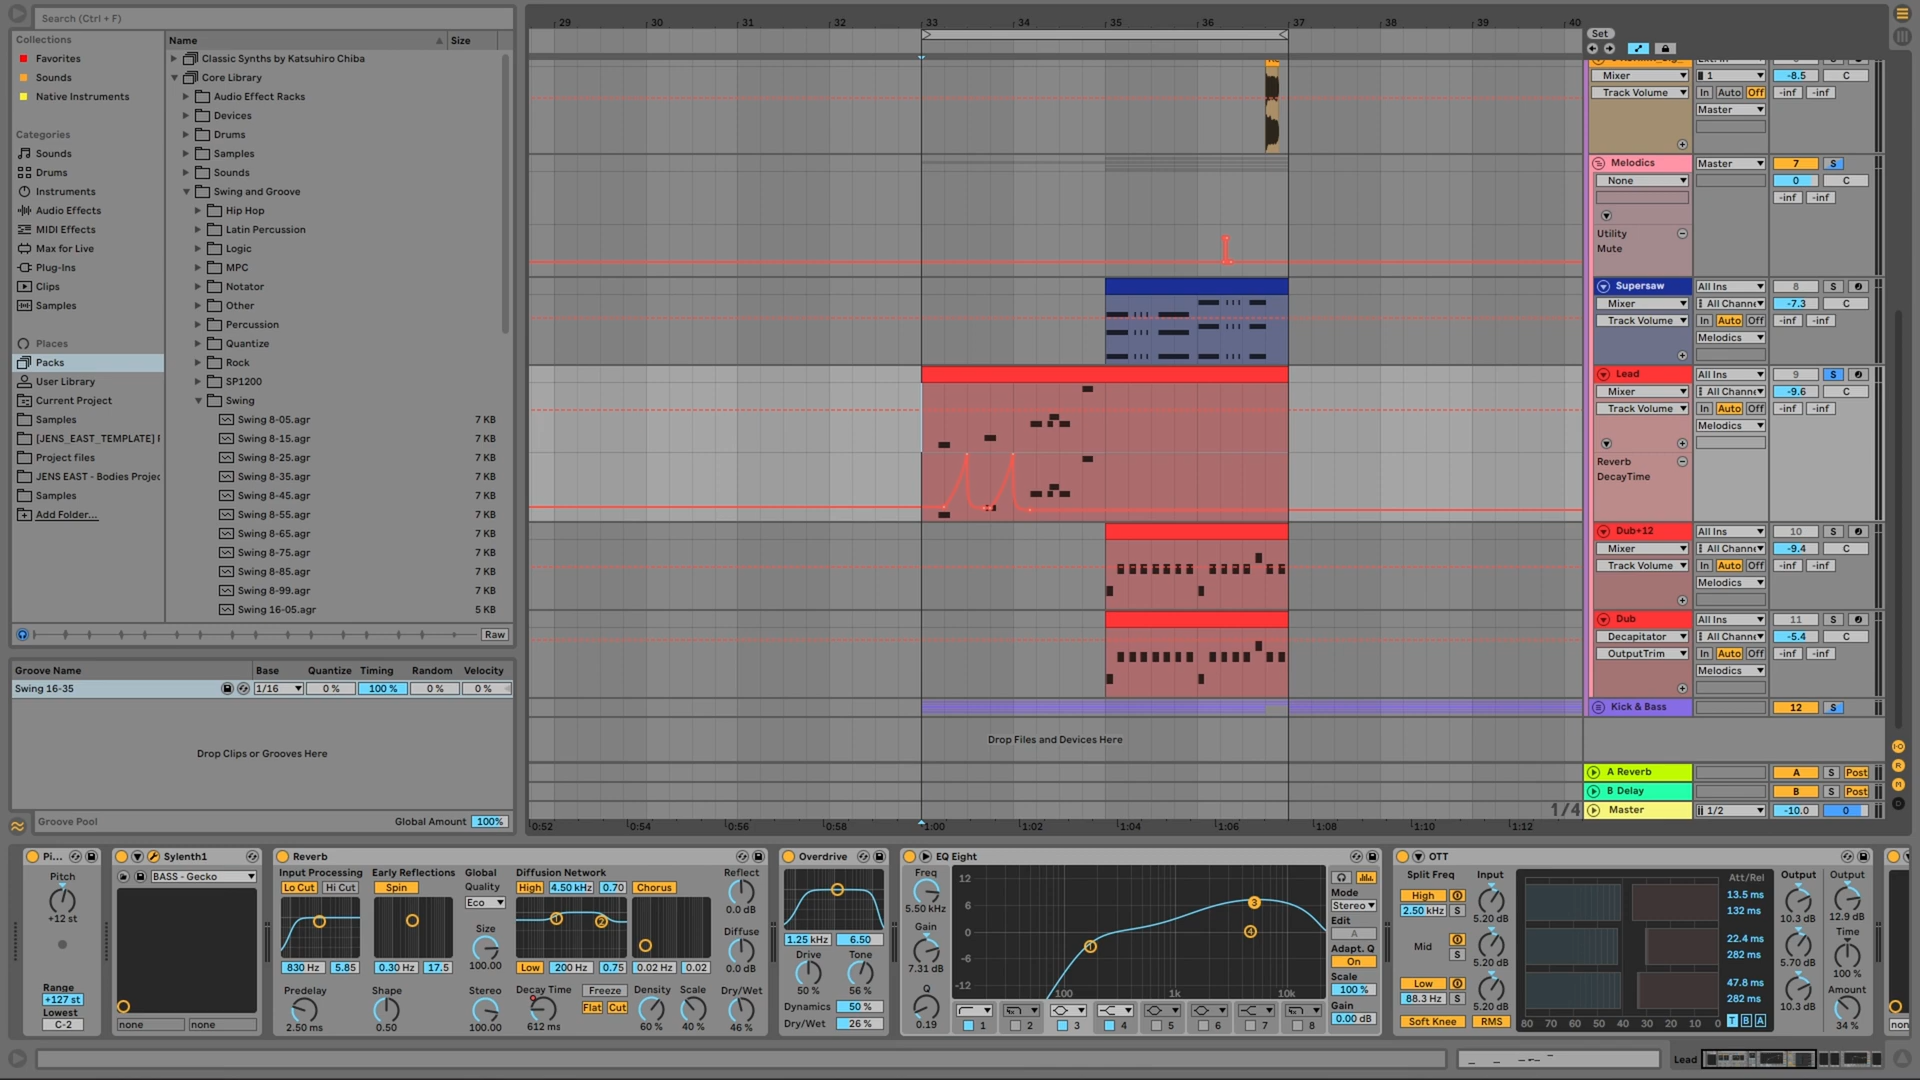 Search (Ctrl + F)
Collections
Favorites
Sounds
Native Instruments
Categories
Sounds
Drums
Instruments
Audio Effects
MIDI Effects
Max for Live
Plug-Ins
Clips
Samples
Places
Packs
User Library
Current Project
Samples
[JENS_EAST_TEMPLATE] F
Project files
JENS EAST - Bodies Projec
Samples
Add Folder...
Name Size
Classic Synths by Katsuhiro Chiba
Core Library
Audio Effect Racks
Devices
Drums
Samples
Sounds
Swing and Groove
Hip Hop
Latin Percussion
Logic
MPC
Notator
Other
Percussion
Quantize
Rock
SP1200
Swing
Swing 8-05.agr 7 KB
Swing 8-15.agr 7 KB
Swing 8-25.agr 7 KB
Swing 8-35.agr 7 KB
Swing 8-45.agr 7 KB
Swing 8-55.agr 7 KB
Swing 8-65.agr 7 KB
Swing 8-75.agr 7 KB
Swing 8-85.agr 7 KB
Swing 8-99.agr 7 KB
Swing 16-05.agr 5 KB
Raw
Groove Name Base Quantize Timing Random Velocity
Swing 16-35 1/16 0 % 100 % 0 % 0 %
Drop Clips or Grooves Here
Groove Pool Global Amount 100%
29 30 31 32 33 34 35 36 37 38 39 40
Drop Files and Devices Here
1/4
0:52 0:54 0:56 0:58 1:00 1:02 1:04 1:06 1:08 1:10 1:12
Set
Mixer 1 -8.5 C
Track Volume In Auto Off -inf -inf
Master
Melodics Master 7 S
None 0 C
-inf -inf
Utility
Mute
Supersaw All Ins 8 S
Mixer All Channe -7.3 C
Track Volume In Auto Off -inf -inf
Melodics
Lead All Ins 9 S
Mixer All Channe -9.6 C
Track Volume In Auto Off -inf -inf
Melodics
Reverb
DecayTime
Dub+12 All Ins 10 S
Mixer All Channe -9.4 C
Track Volume In Auto Off -inf -inf
Melodics
Dub All Ins 11 S
Decapitator All Channe -5.4 C
OutputTrim In Auto Off -inf -inf
Melodics
Kick & Bass 12 S
A Reverb A S Post
B Delay B S Post
Master 1/2 -10.0 0
I·O
R
M
D
Pi...
Pitch
+12 st
Range
+127 st
Lowest
C-2
Sylenth1
BASS - Gecko
none none
Reverb
Input Processing
Lo Cut Hi Cut
830 Hz 5.85
Predelay
2.50 ms
Early Reflections
Spin
0.30 Hz 17.5
Shape
0.50
Global
Quality
Eco
Size
100.00
Stereo
100.00
Diffusion Network
High 4.50 kHz 0.70
1 2
Low 200 Hz 0.75
Decay Time
612 ms
Freeze
Flat Cut
Chorus
0.02 Hz 0.02
Density
60 %
Scale
40 %
Reflect
0.0 dB
Diffuse
0.0 dB
Dry/Wet
46 %
Overdrive
1.25 kHz 6.50
Drive
50 %
Tone
56 %
Dynamics 50 %
Dry/Wet 26 %
EQ Eight
Freq
5.50 kHz
Gain
7.31 dB
Q
0.19
12
6
0
-6
-12
100 1k 10k
1 3 4
1 2 3 4 5 6 7 8
Mode
Stereo
Edit
A
Adapt. Q
On
Scale
100 %
Gain
0.00 dB
OTT
Split Freq
High
2.50 kHz S
Mid
S
Low
88.3 Hz S
Soft Knee RMS
Input
5.20 dB
5.20 dB
5.20 dB
80 70 60 50 40 30 20 10 0
Att/Rel
13.5 ms
132 ms
22.4 ms
282 ms
47.8 ms
282 ms
T B A
Output
10.3 dB
5.70 dB
10.3 dB
Output
12.9 dB
Time
100 %
Amount
34 %
Lead